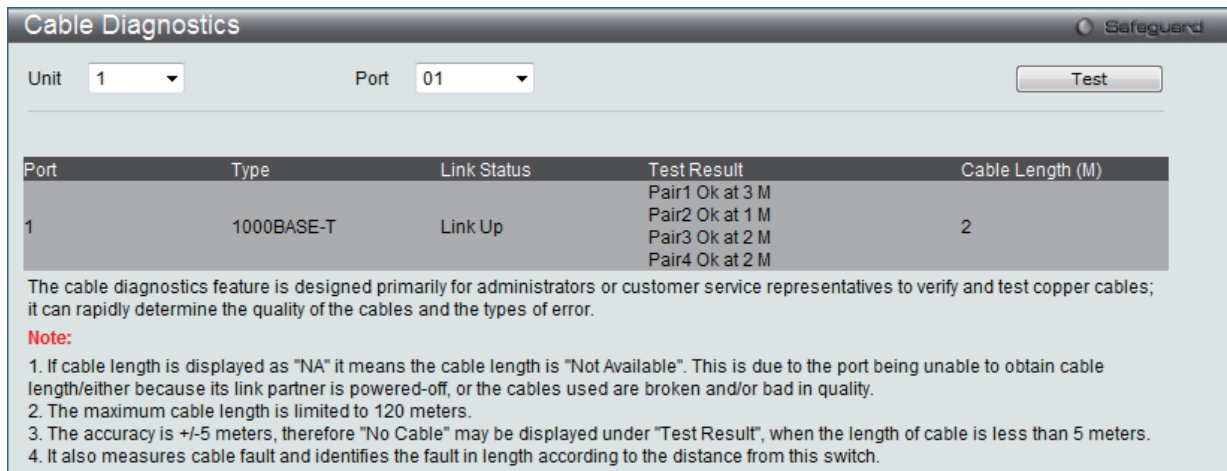 Cable Diagnostics
Safeguard
Unit 1 Port 01 Test
Port Type Link Status Test Result Cable Length (M)
1 1000BASE-T Link Up Pair1 Ok at 3 M
Pair2 Ok at 1 M
Pair3 Ok at 2 M
Pair4 Ok at 2 M
2
The cable diagnostics feature is designed primarily for administrators or customer service representatives to verify and test copper cables;
it can rapidly determine the quality of the cables and the types of error.
Note:
1. If cable length is displayed as "NA" it means the cable length is "Not Available". This is due to the port being unable to obtain cable
length/either because its link partner is powered-off, or the cables used are broken and/or bad in quality.
2. The maximum cable length is limited to 120 meters.
3. The accuracy is +/-5 meters, therefore "No Cable" may be displayed under "Test Result", when the length of cable is less than 5 meters.
4. It also measures cable fault and identifies the fault in length according to the distance from this switch.